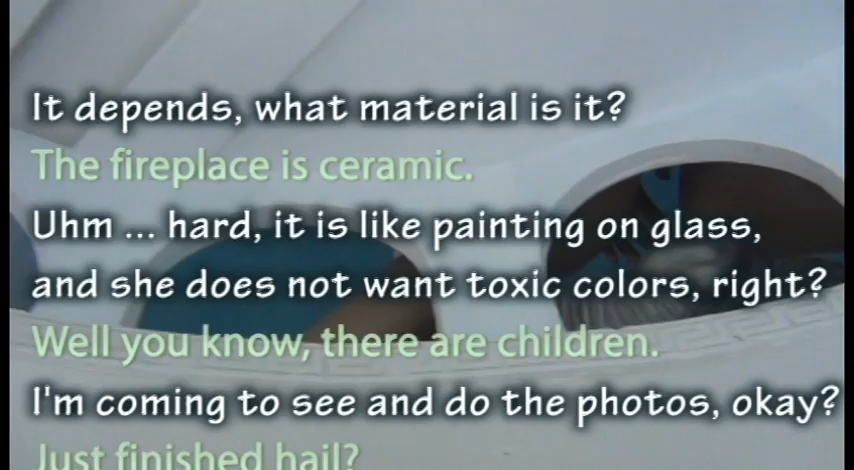 It depends, what material is it?
The fireplace is ceramic.
Uhm ... hard, it is like painting on glass,
and she does not want toxic colors, right?
Well you know, there are children.
I'm coming to see and do the photos, okay?
Just finished hail?